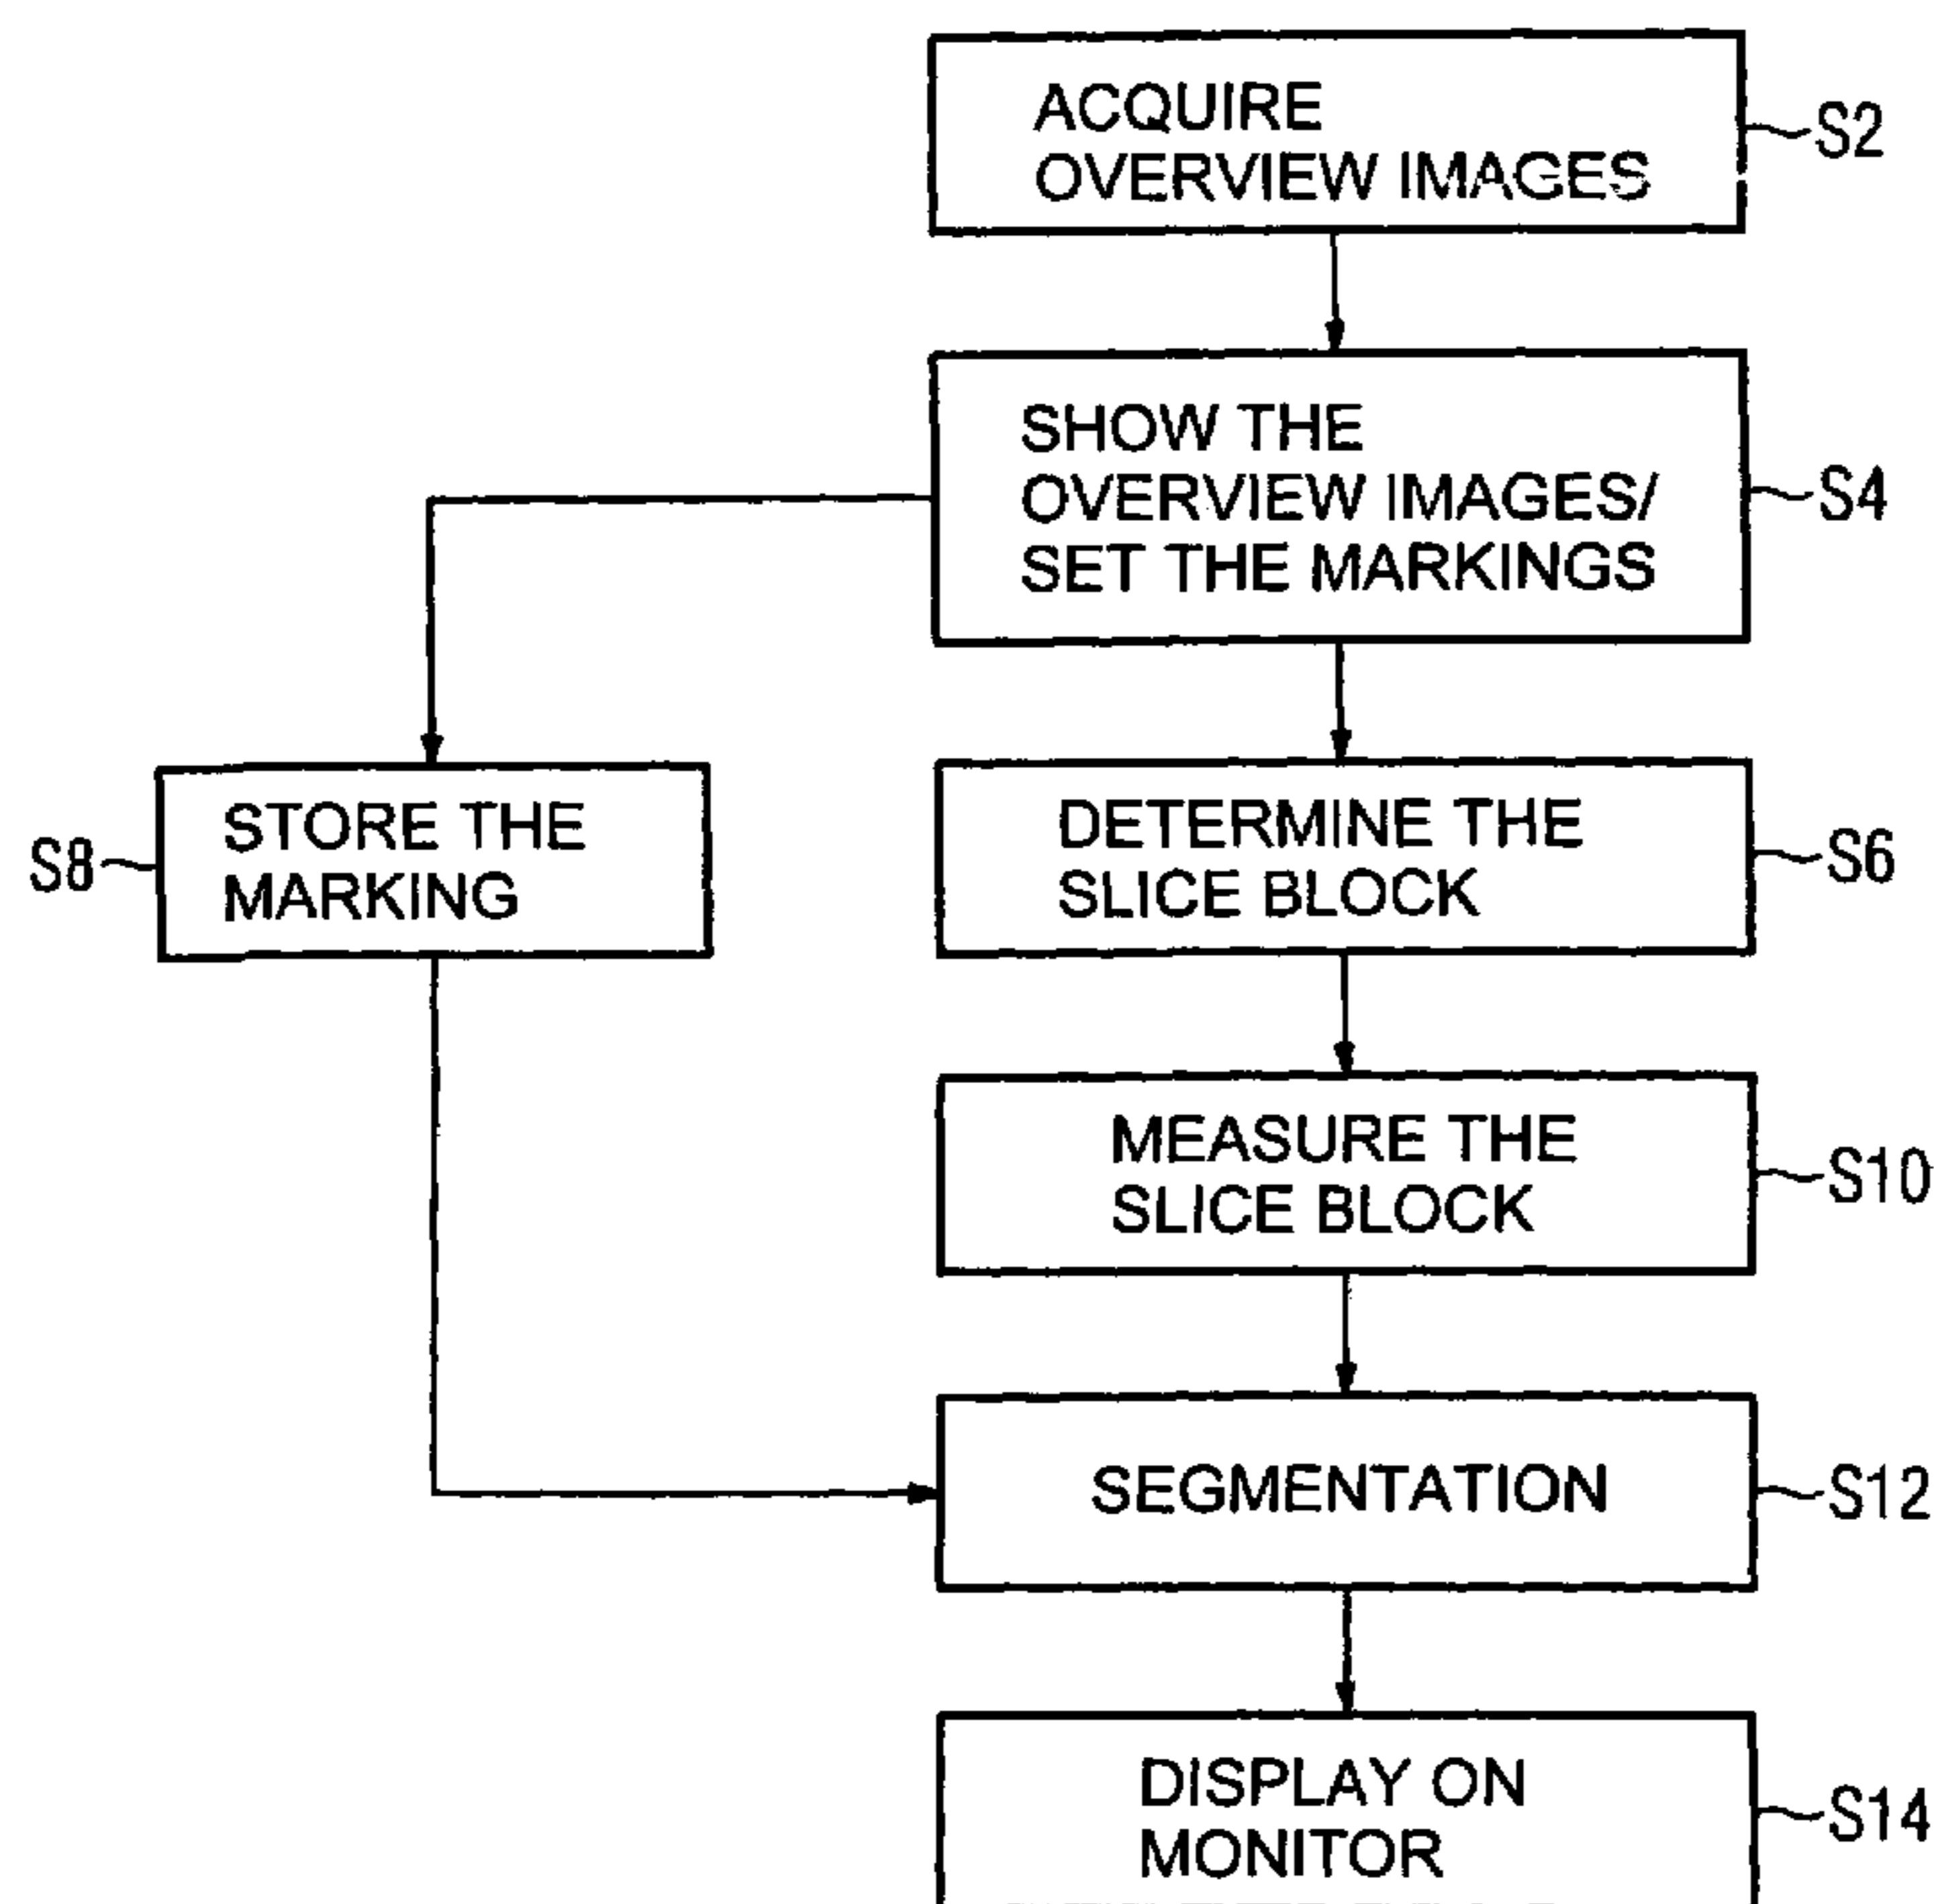 ACQUIRE
OVERVIEW IMAGES
S2
SHOW THE
OVERVIEW IMAGES/
SET THE MARKINGS
S4
STORE THE
MARKING
S8
DETERMINE THE
SLICE BLOCK
S6
MEASURE THE
SLICE BLOCK
S10
SEGMENTATION
S12
DISPLAY ON
MONITOR
S14